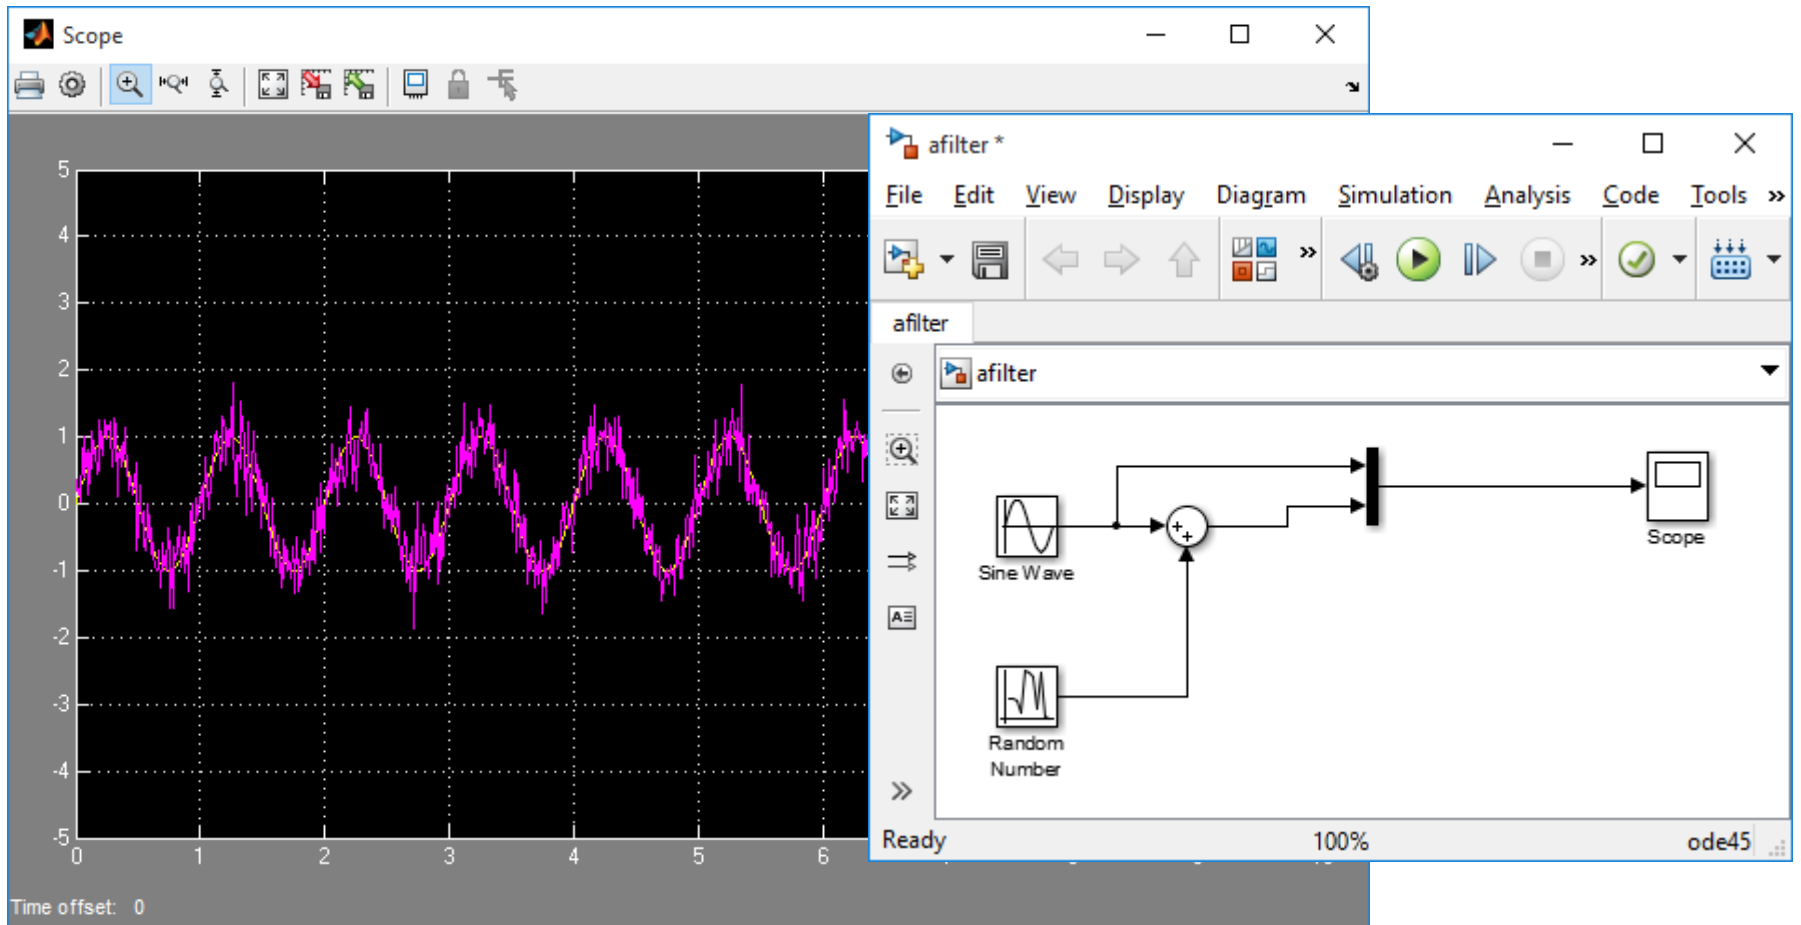 Scope
5
4
3
2
1
0
-1
-2
-3
-4
-5
0 1 2 3 4 5 6
Time offset: 0
afilter *
File Edit View Display Diagram Simulation Analysis Code Tools »
afilter
afilter
Sine Wave
Random
Number
Scope
Ready 100% ode45